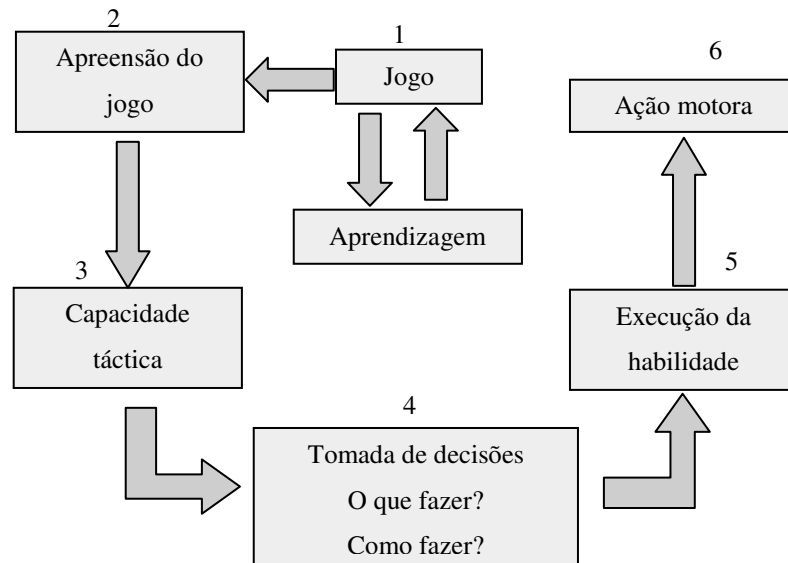 1
Jogo
2
Apreensão do
jogo
Aprendizagem
3
Capacidade
táctica
4
Tomada de decisões
O que fazer?
Como fazer?
5
Execução da
habilidade
6
Ação motora